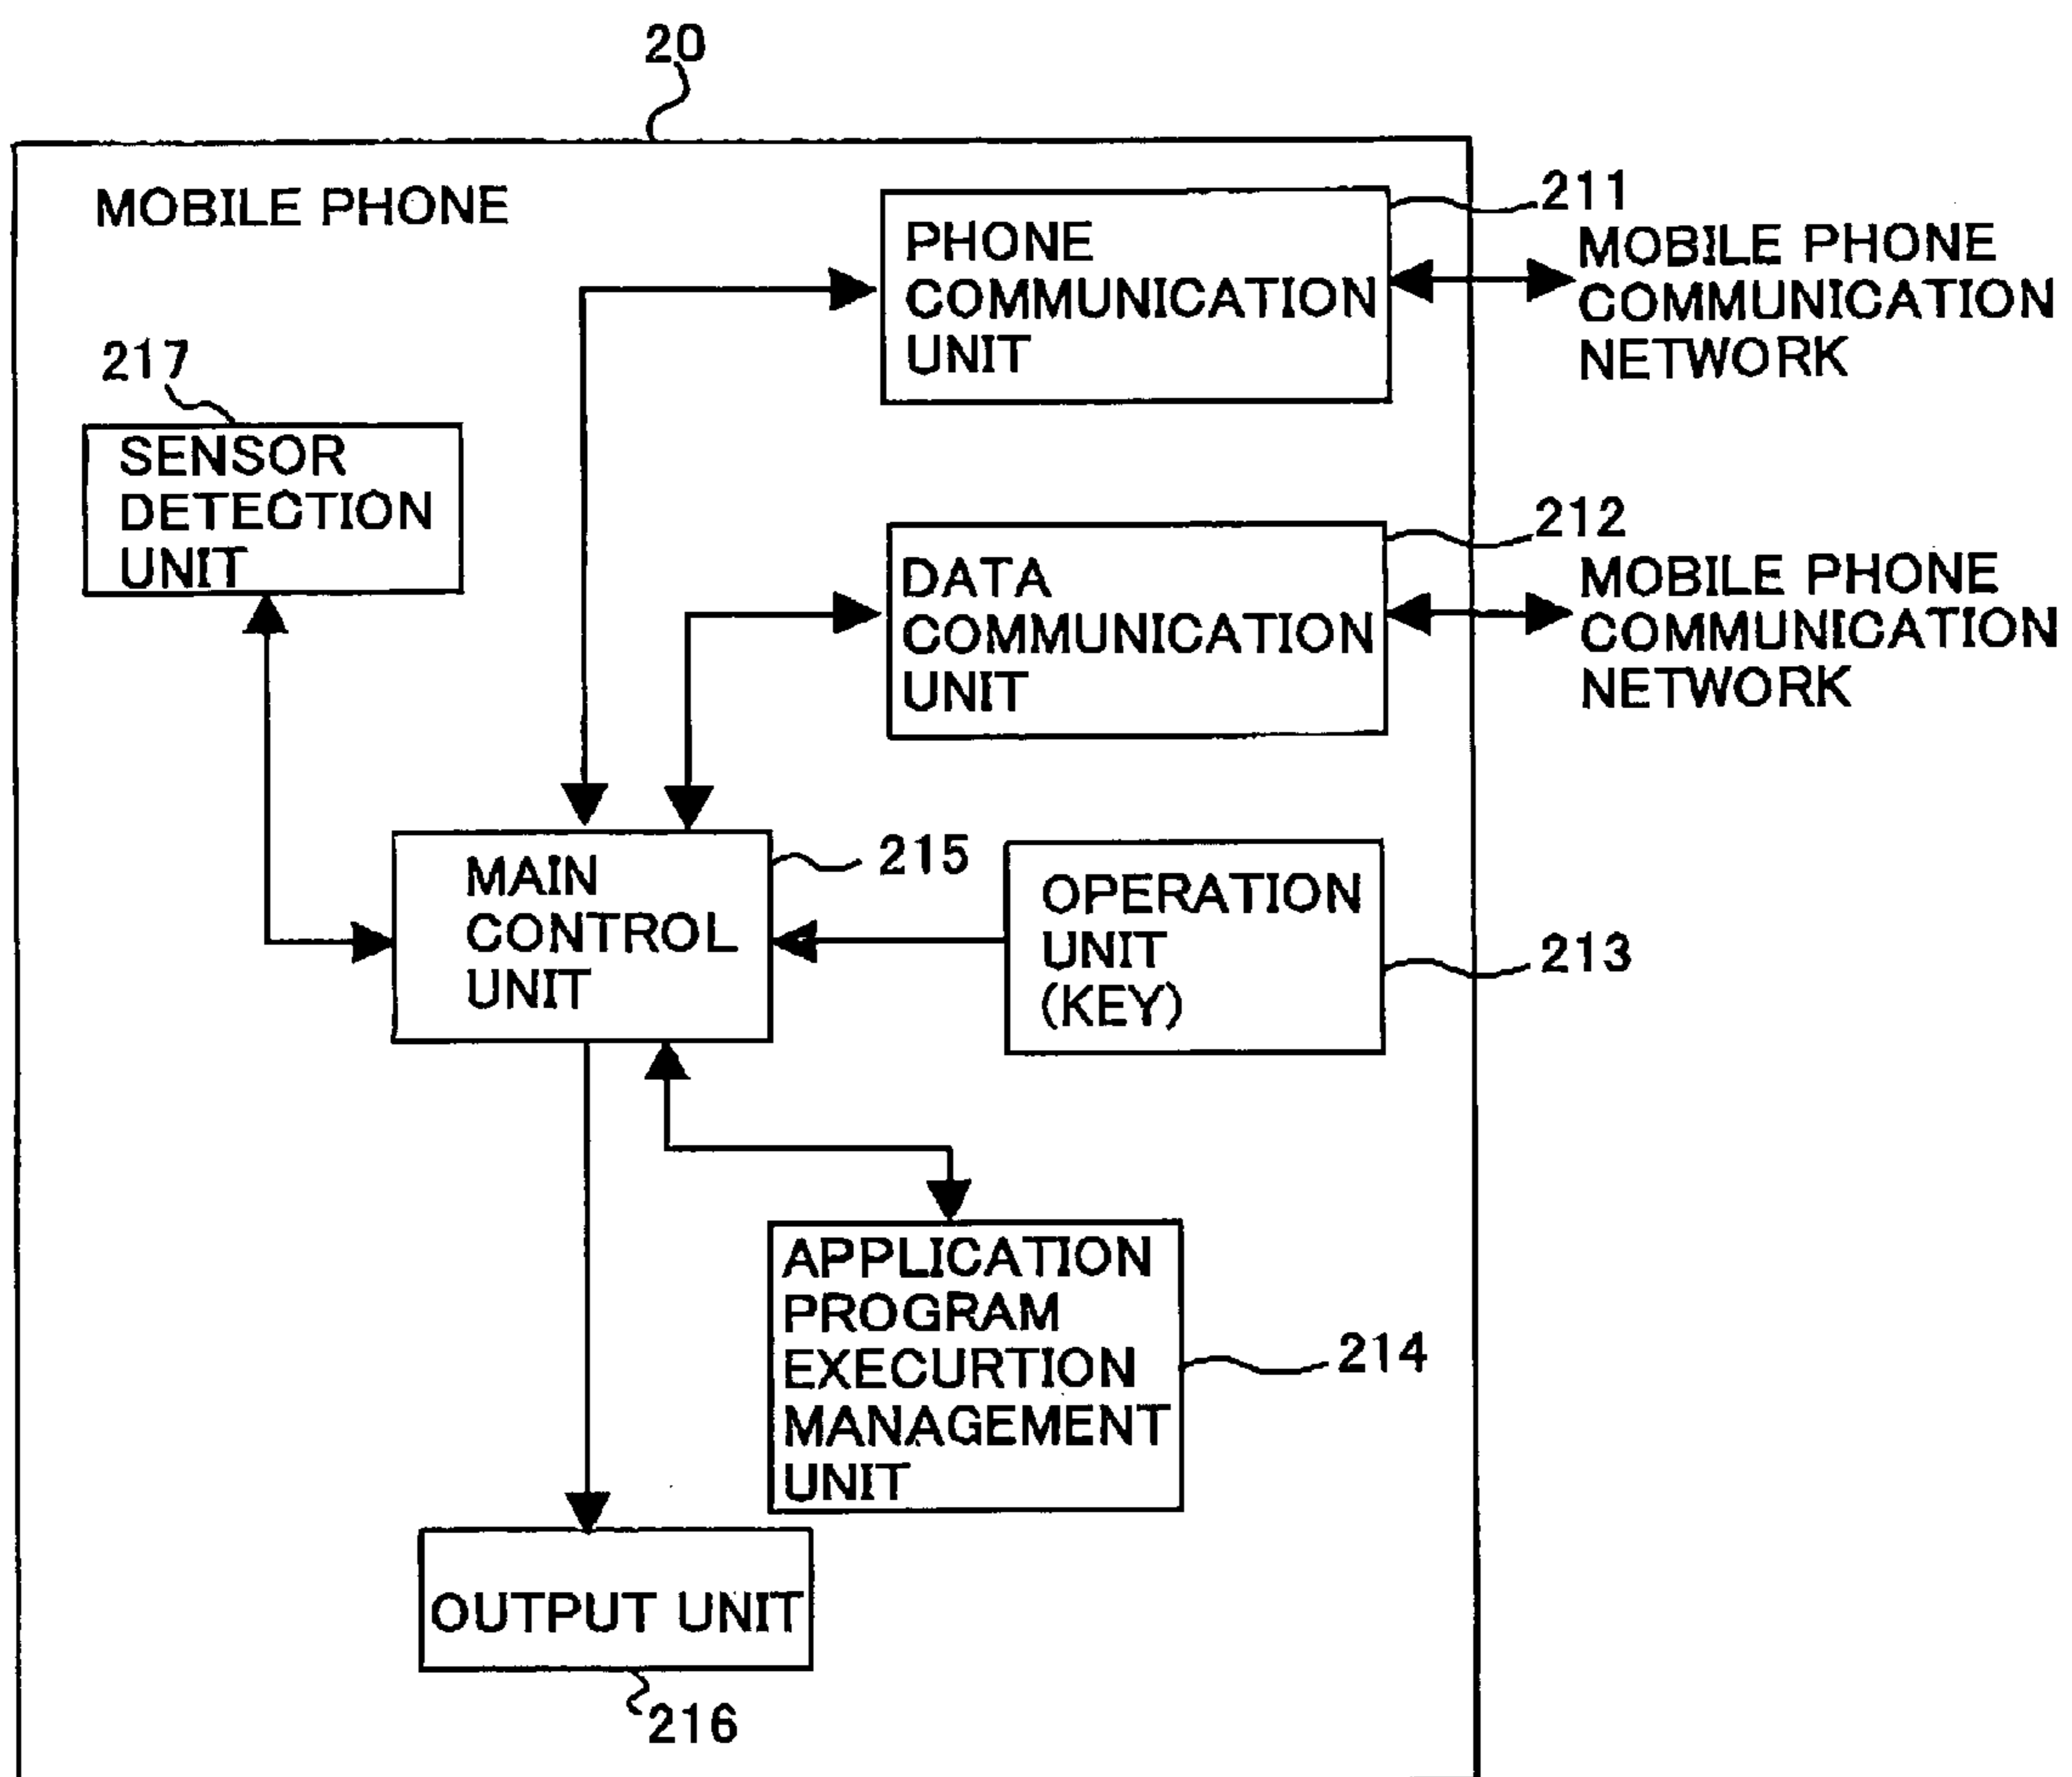 20
MOBILE PHONE
211
PHONE
COMMUNICATION
UNIT
MOBILE PHONE
COMMUNICATION
NETWORK
217
SENSOR
DETECTION
UNIT
212
DATA
COMMUNICATION
UNIT
MOBILE PHONE
COMMUNICATION
NETWORK
215
MAIN
CONTROL
UNIT
OPERATION
UNIT
(KEY)
213
APPLICATION
PROGRAM
EXECURTION
MANAGEMENT
UNIT
214
OUTPUT UNIT
216